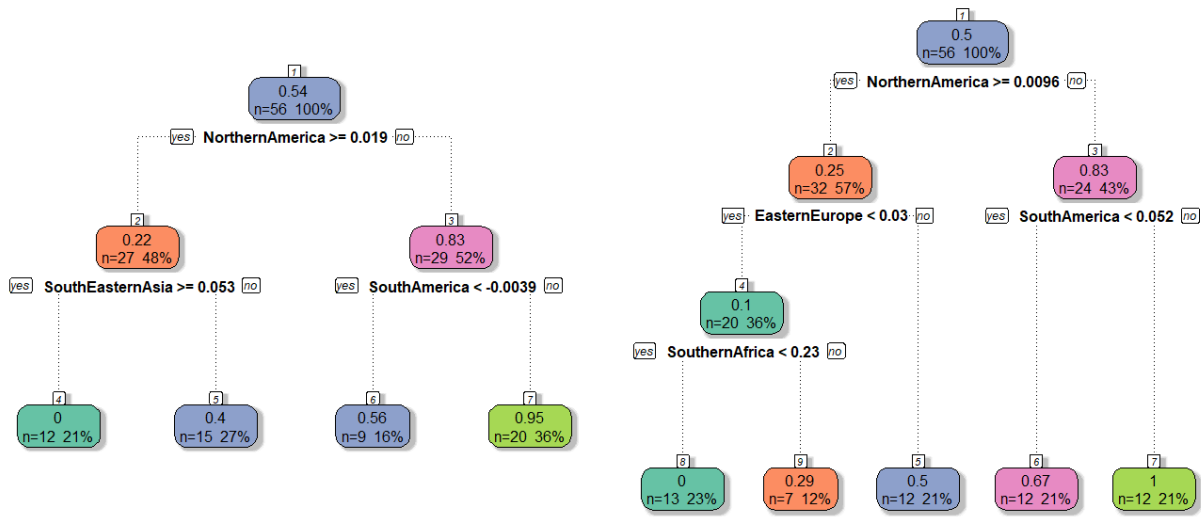 1
0.54
n=56 100%
yes NorthernAmerica >= 0.019 no
2
0.22
n=27 48%
3
0.83
n=29 52%
yes SouthEasternAsia >= 0.053 no
yes SouthAmerica < -0.0039 no
4
0
n=12 21%
5
0.4
n=15 27%
6
0.56
n=9 16%
7
0.95
n=20 36%
1
0.5
n=56 100%
yes NorthernAmerica >= 0.0096 no
2
0.25
n=32 57%
3
0.83
n=24 43%
yes EasternEurope < 0.03 no
yes SouthAmerica < 0.052 no
4
0.1
n=20 36%
yes SouthernAfrica < 0.23 no
8
0
n=13 23%
9
0.29
n=7 12%
5
0.5
n=12 21%
6
0.67
n=12 21%
7
1
n=12 21%